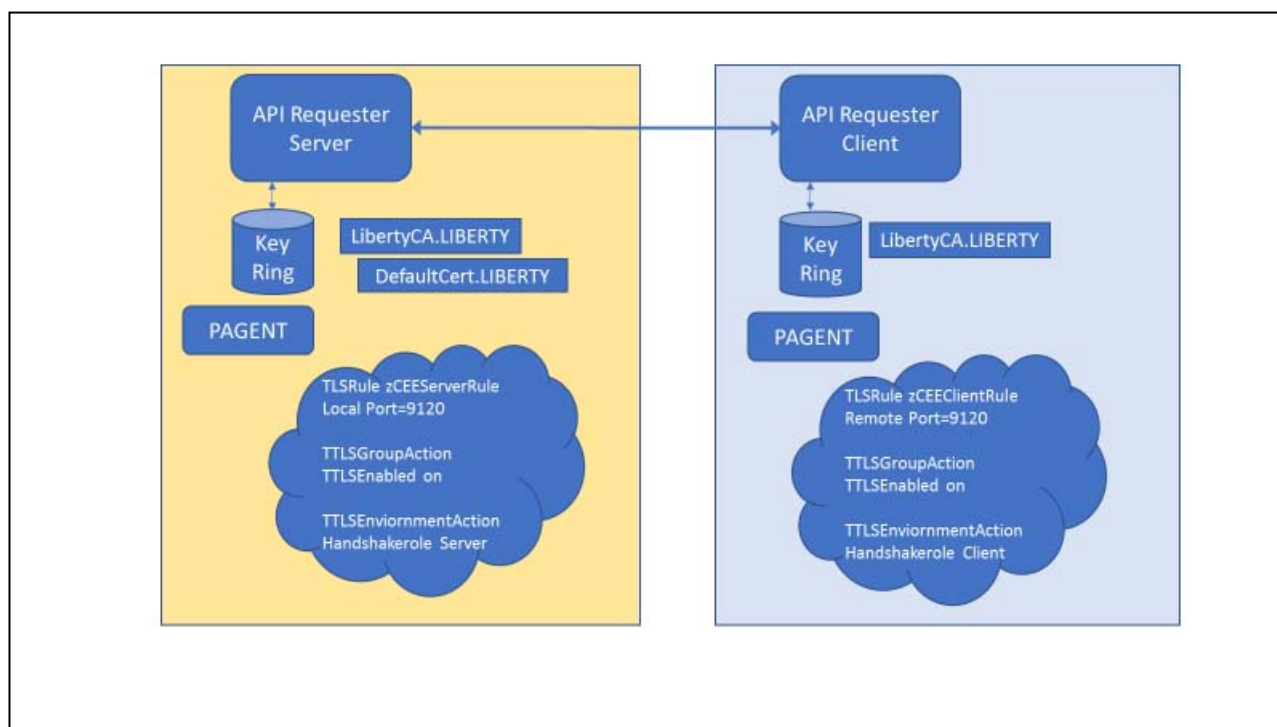 API Requester
Server
Key
Ring
LibertyCA.LIBERTY
DefaultCert.LIBERTY
PAGENT
TLSRule zCEEServerRule
Local Port=9120
TTLSGroupAction
TTLSEnabled on
TTLSEnviornmentAction
Handshakerole Server
API Requester
Client
Key
Ring
LibertyCA.LIBERTY
PAGENT
TLSRule zCEEClientRule
Remote Port=9120
TTLSGroupAction
TTLSEnabled on
TTLSEnviornmentAction
Handshakerole Client